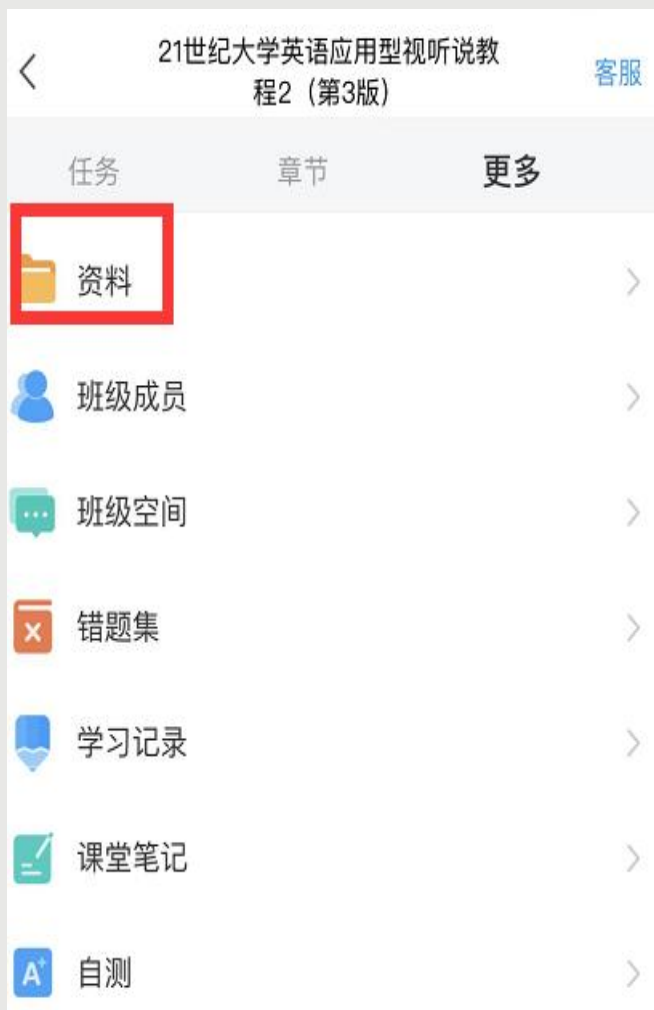 21世纪大学英语应用型视听说教
程2（第3版）
客服
任务
章节
更多
资料
班级成员
班级空间
错题集
学习记录
课堂笔记
A+
自测